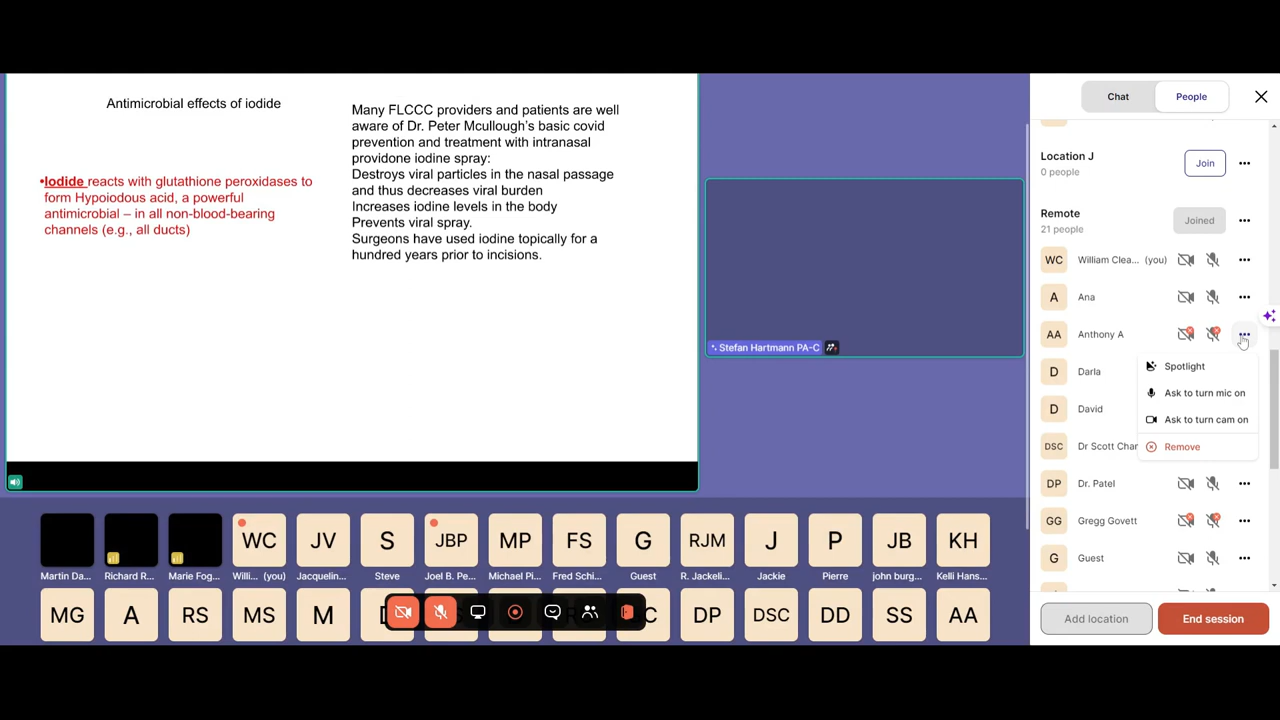 Antimicrobial effects of iodide
•Iodide reacts with glutathione peroxidases to
form Hypoiodous acid, a powerful
antimicrobial – in all non-blood-bearing
channels (e.g., all ducts)
Many FLCCC providers and patients are well
aware of Dr. Peter Mcullough's basic covid
prevention and treatment with intranasal
providone iodine spray:
Destroys viral particles in the nasal passage
and thus decreases viral burden
Increases iodine levels in the body
Prevents viral spray.
Surgeons have used iodine topically for a
hundred years prior to incisions.
Stefan Hartmann PA-C
WC
JV
S
JBP
MP
FS
G
RJM
J
P
JB
KH
Martin Da...
Richard R...
Marie Fog...
Willi... (you)
Jacquelin...
Steve
Joel B. Pe...
Michael Pi...
Fred Schi...
Guest
R. Jackeli...
Jackie
Pierre
john burg...
Kelli Hans...
MG
A
RS
MS
M
C
DP
DSC
DD
SS
AA
Chat
People
Location J
0 people
Join
Remote
21 people
Joined
WC
William Clea... (you)
A
Ana
AA
Anthony A
Spotlight
Ask to turn mic on
Ask to turn cam on
Remove
D
Darla
D
David
DSC
Dr Scott Char
DP
Dr. Patel
GG
Gregg Govett
G
Guest
Add location
End session